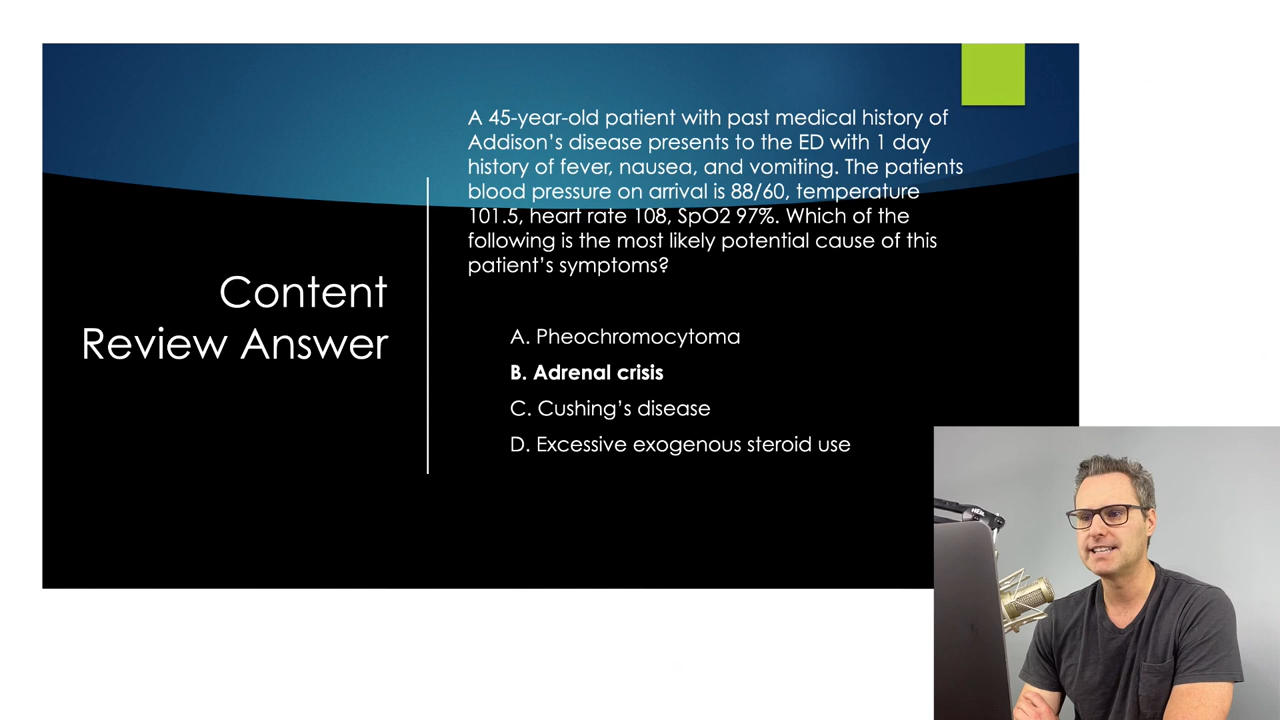 Content
Review Answer
A 45-year-old patient with past medical history of
Addison’s disease presents to the ED with 1 day
history of fever, nausea, and vomiting. The patients
blood pressure on arrival is 88/60, temperature
101.5, heart rate 108, SpO2 97%. Which of the
following is the most likely potential cause of this
patient’s symptoms?
A. Pheochromocytoma
B. Adrenal crisis
C. Cushing’s disease
D. Excessive exogenous steroid use
HEIL